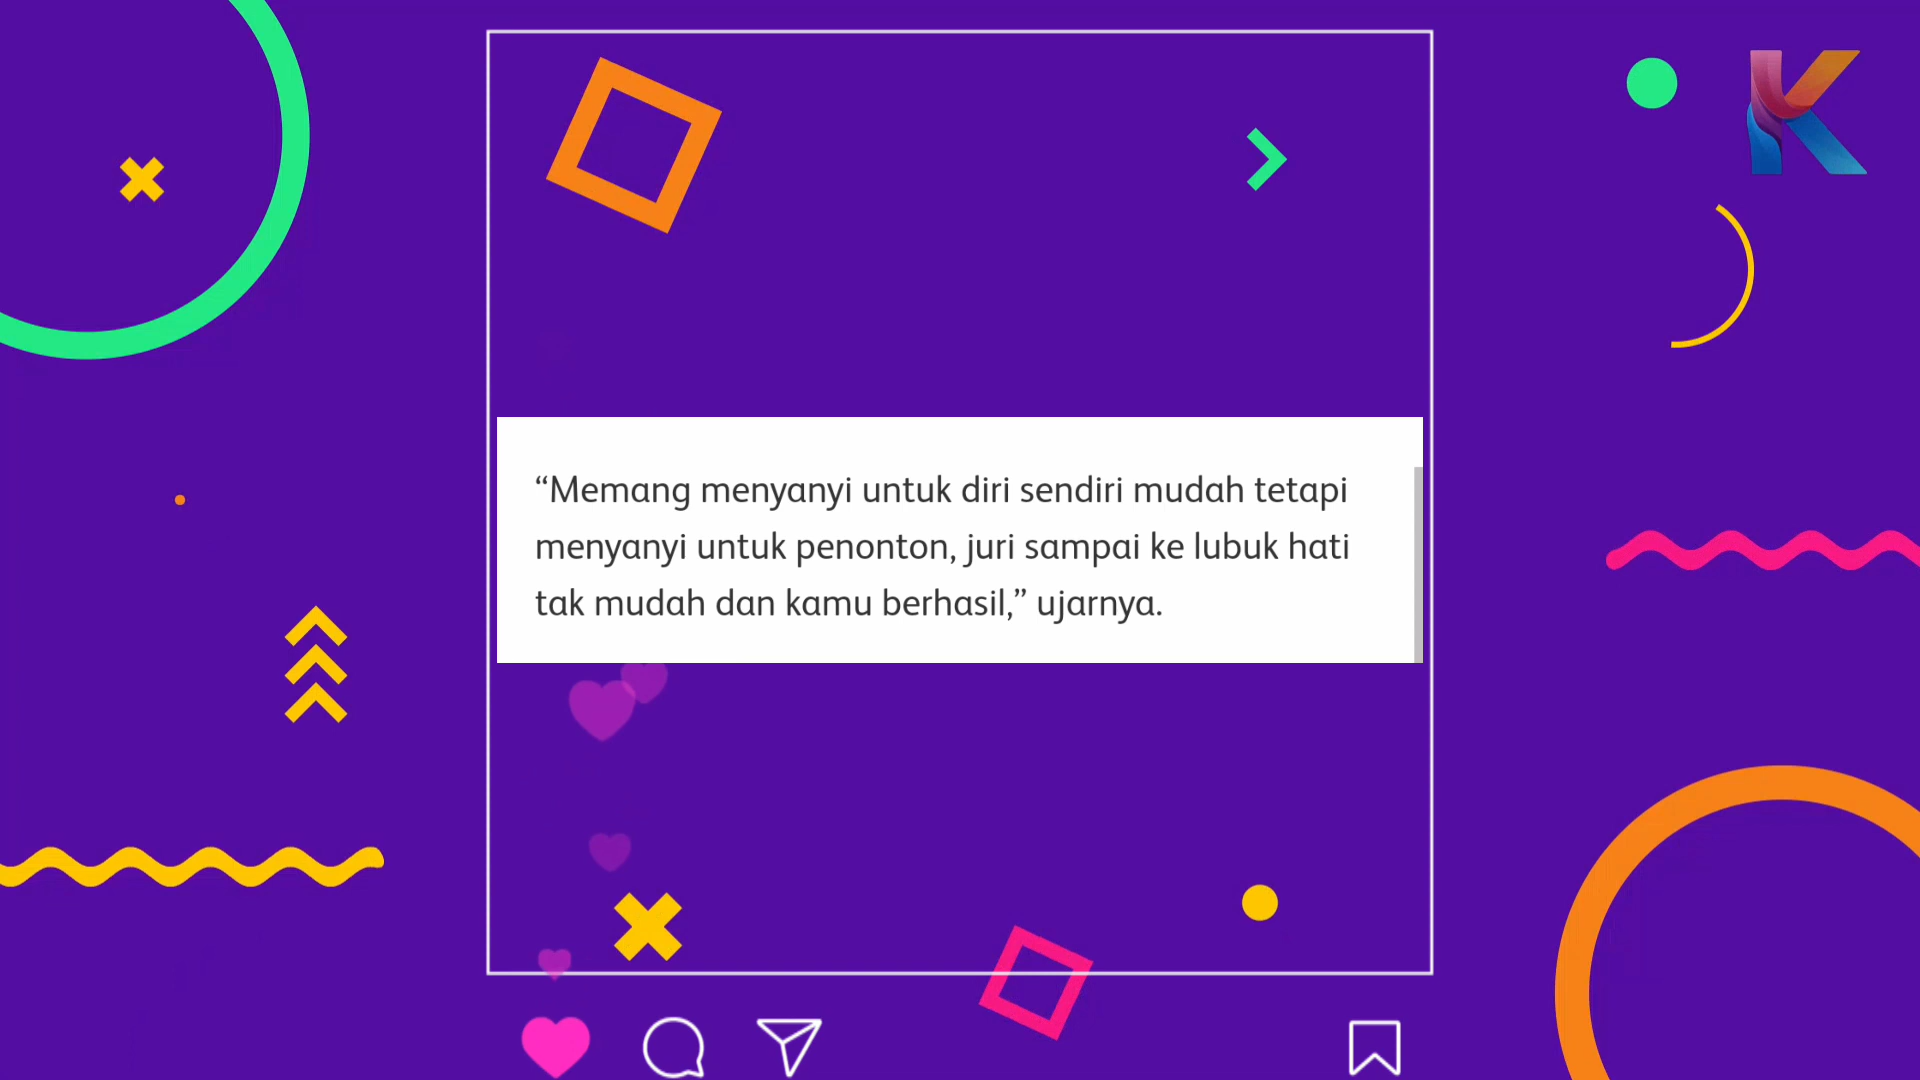 K
“Memang menyanyi untuk diri sendiri mudah tetapi
menyanyi untuk penonton, juri sampai ke lubuk hati
tak mudah dan kamu berhasil,” ujarnya.